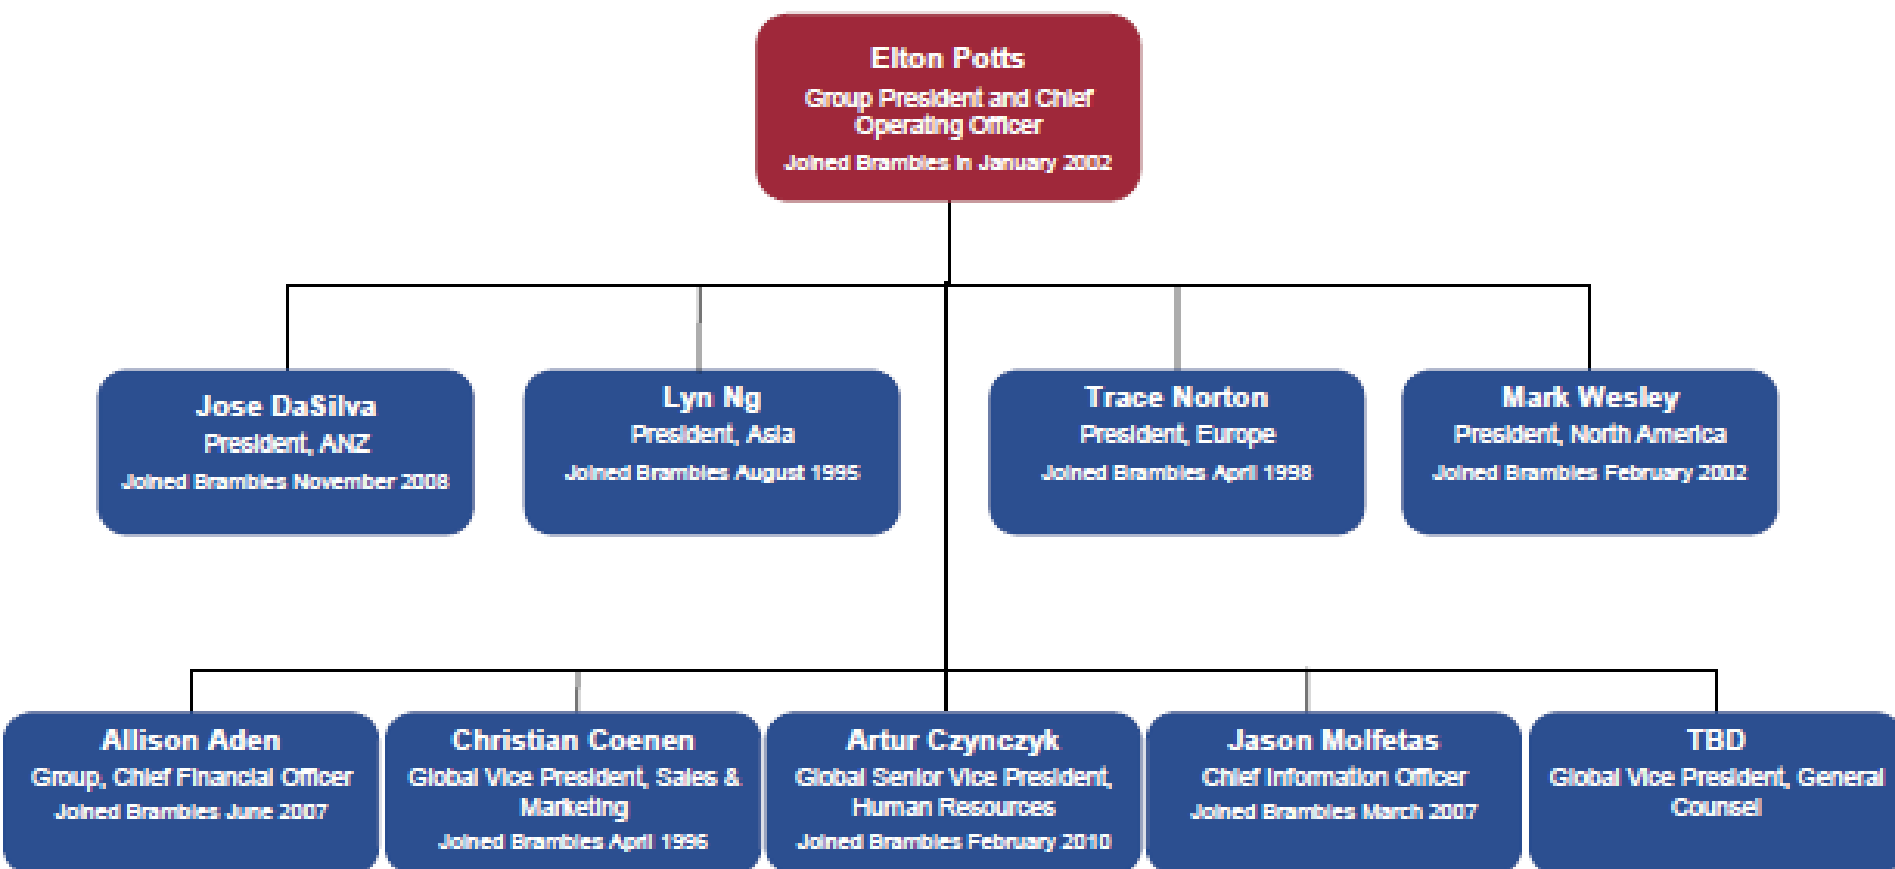 Elton Potts
Group President and Chief
Operating Officer
Joined Brambles in January 2002
Jose DaSilva
President, ANZ
Joined Brambles November 2008
Lyn Ng
President, Asia
Joined Brambles August 1995
Trace Norton
President, Europe
Joined Brambles April 1998
Mark Wesley
President, North America
Joined Brambles February 2002
Allison Aden
Group, Chief Financial Officer
Joined Brambles June 2007
Christian Coenen
Global Vice President, Sales &
Marketing
Joined Brambles April 1996
Artur Czynczyk
Global Senior Vice President,
Human Resources
Joined Brambles February 2010
Jason Molfetas
Chief Information Officer
Joined Brambles March 2007
TBD
Global Vice President, General
Counsel